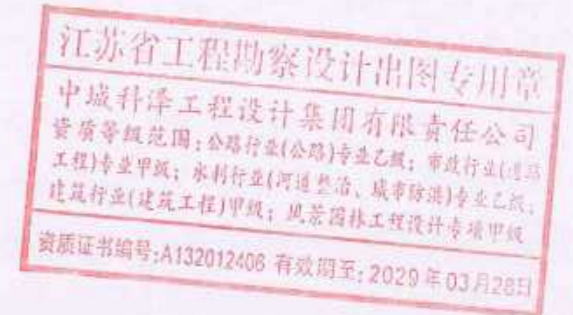 江苏省工程勘察设计出图专用章
中城科泽工程设计集团有限责任公司
资质等级范围:公路行业(公路)专业乙级;市政行业(道路
工程)专业甲级;水利行业(河道整治、城市防洪)专业乙级;
建筑行业(建筑工程)甲级;风景园林工程设计专项甲级
资质证书编号:A132012406 有效期至:2029年03月28日